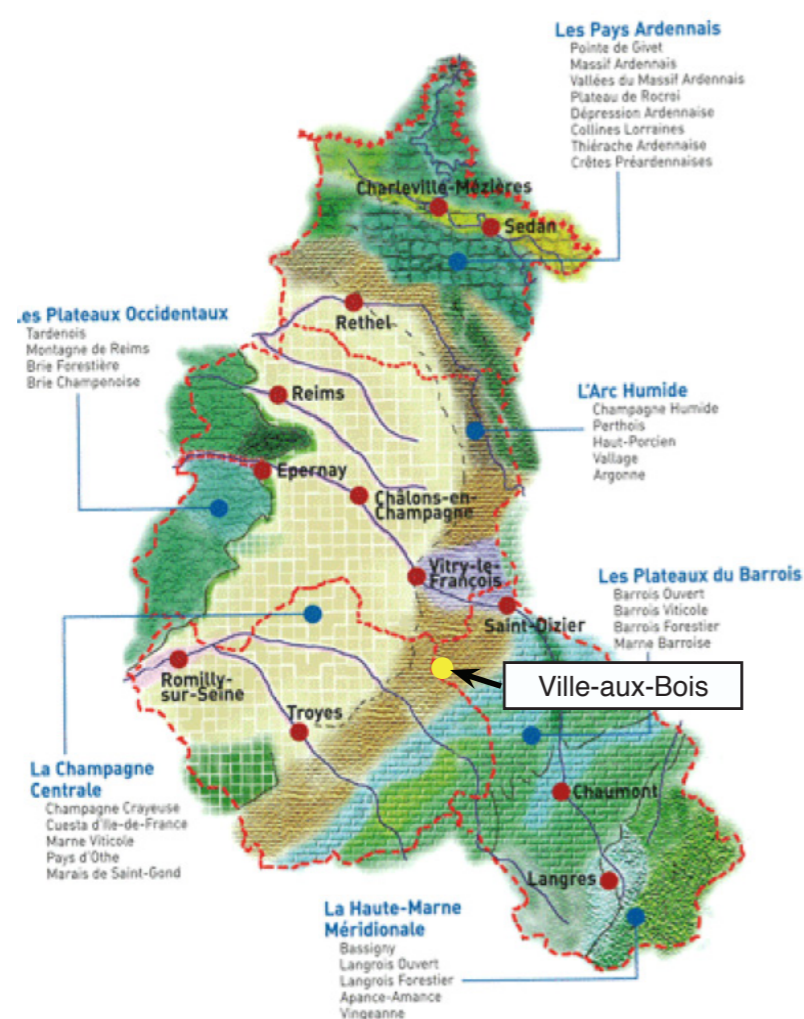 Les Pays Ardennais
Pointe de Givet
Massif Ardennais
Vallées du Massif Ardennais
Plateau de Rocroi
Dépression Ardennaise
Collines Lorraines
Thiérache Ardennaise
Crêtes Préardennaises
Charleville-Mézières
Sedan
.es Plateaux Occidentaux
Tardenois
Montagne de Reims
Brie Forestière
Brie Champenoise
Rethel
Reims
L'Arc Humide
Champagne Humide
Perthois
Haut-Porcien
Vallage
Argonne
Epernay
Châlons-en-
Champagne
Vitry-le-
François
Saint-Dizier
Les Plateaux du Barrois
Barrois Ouvert
Barrois Viticole
Barrois Forestier
Marne Barroise
Romilly-
sur-Seine
Ville-aux-Bois
Troyes
La Champagne
Centrale
Champagne Crayeuse
Cuesta d'Ile-de-France
Marne Viticole
Pays d'Othe
Marais de Saint-Gond
Chaumont
Langres
La Haute-Marne
Méridionale
Bassigny
Langrois Ouvert
Langrois Forestier
Apance-Amance
Vingeanne